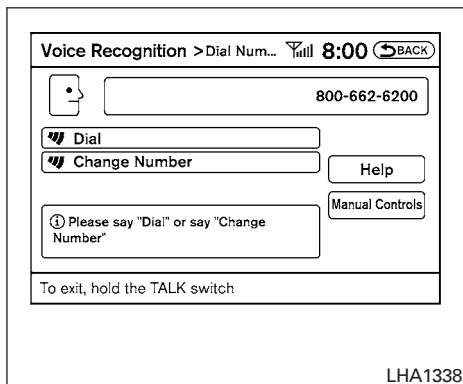 Voice Recognition > Dial Num... 8:00 BACK
800-662-6200
Dial
Change Number
Help
Manual Controls
ⓘ Please say "Dial" or say "Change
Number"
To exit, hold the TALK switch
LHA1338